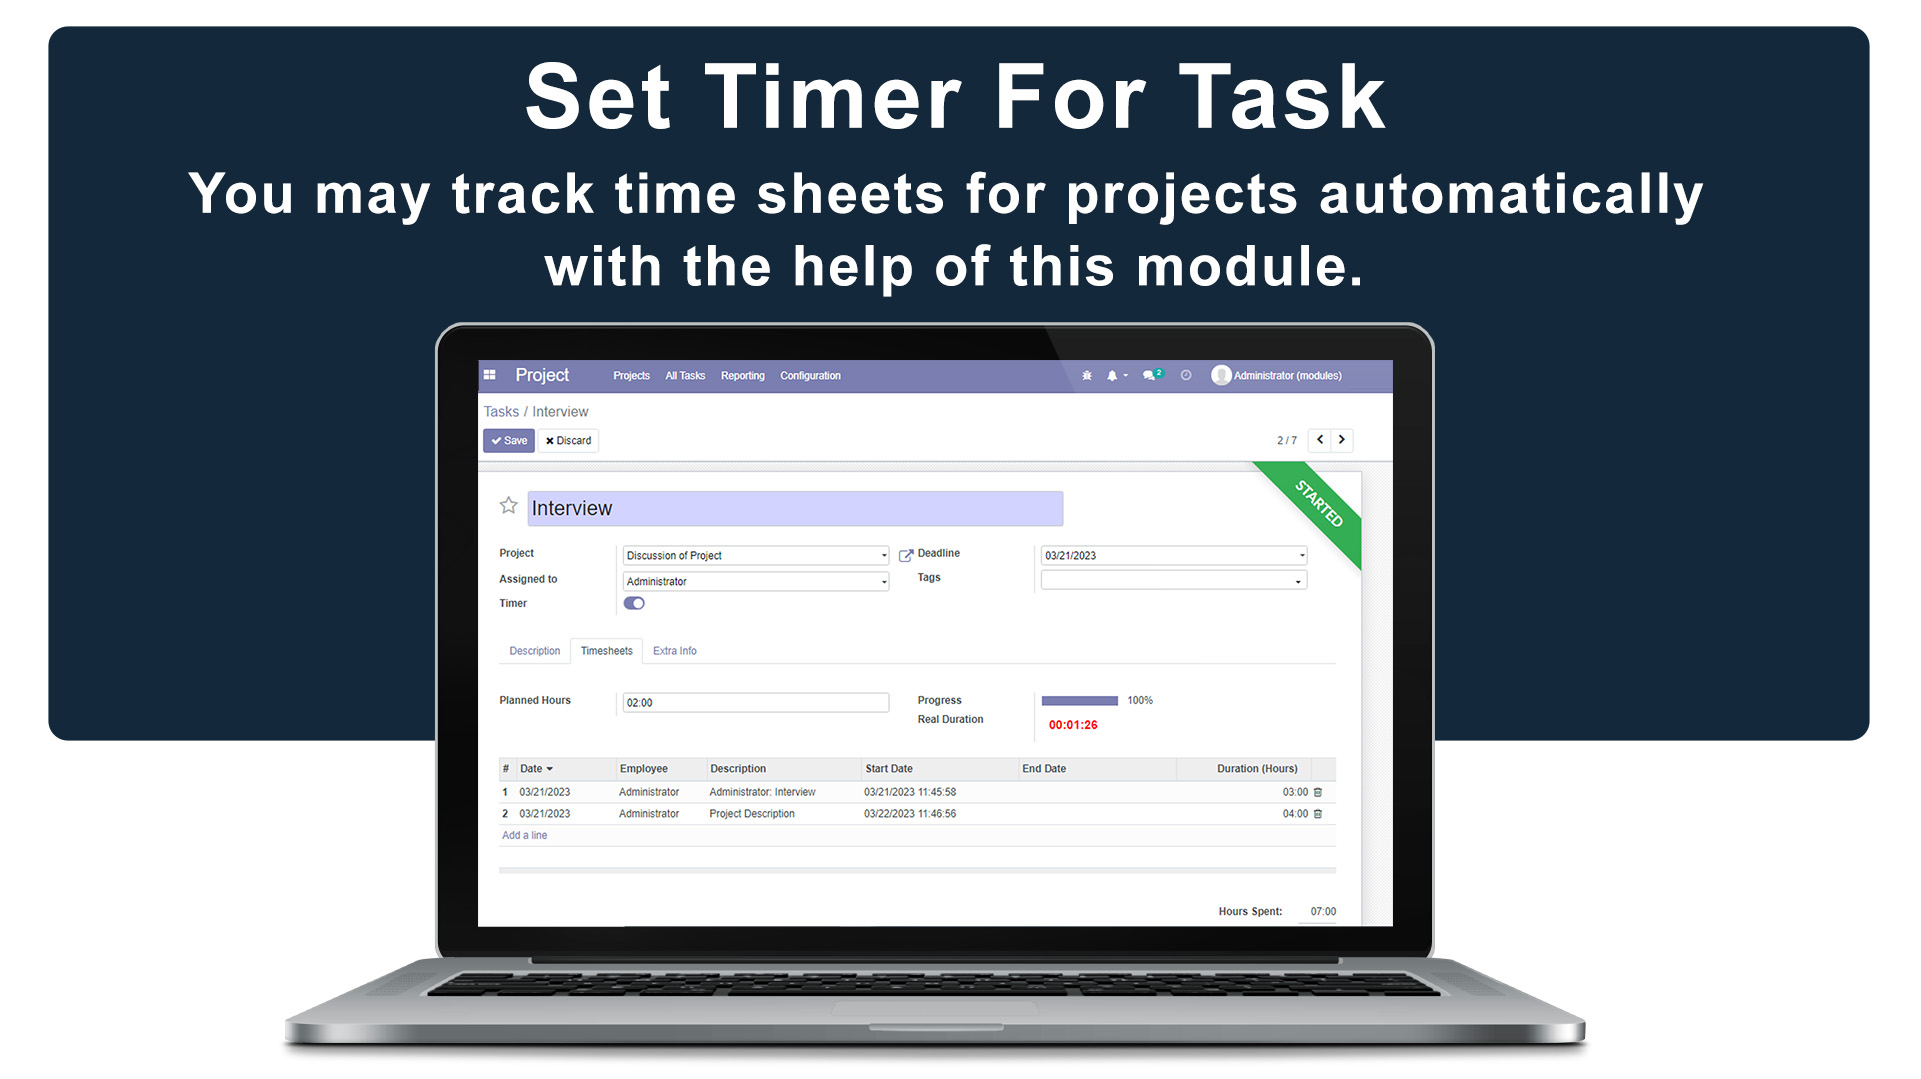 Set Timer For Task
You may track time sheets for projects automatically
with the help of this module.
Project Projects All Tasks Reporting Configuration 2 Administrator (modules)
Tasks / Interview
Save Discard 2 / 7
STARTED
Interview
Project Discussion of Project Deadline 03/21/2023
Assigned to Administrator Tags
Timer
Description Timesheets Extra Info
Planned Hours 02:00 Progress 100%
Real Duration 00:01:26
# Date Employee Description Start Date End Date Duration (Hours)
1 03/21/2023 Administrator Administrator: Interview 03/21/2023 11:45:58 03:00
2 03/21/2023 Administrator Project Description 03/22/2023 11:46:56 04:00
Add a line
Hours Spent: 07:00